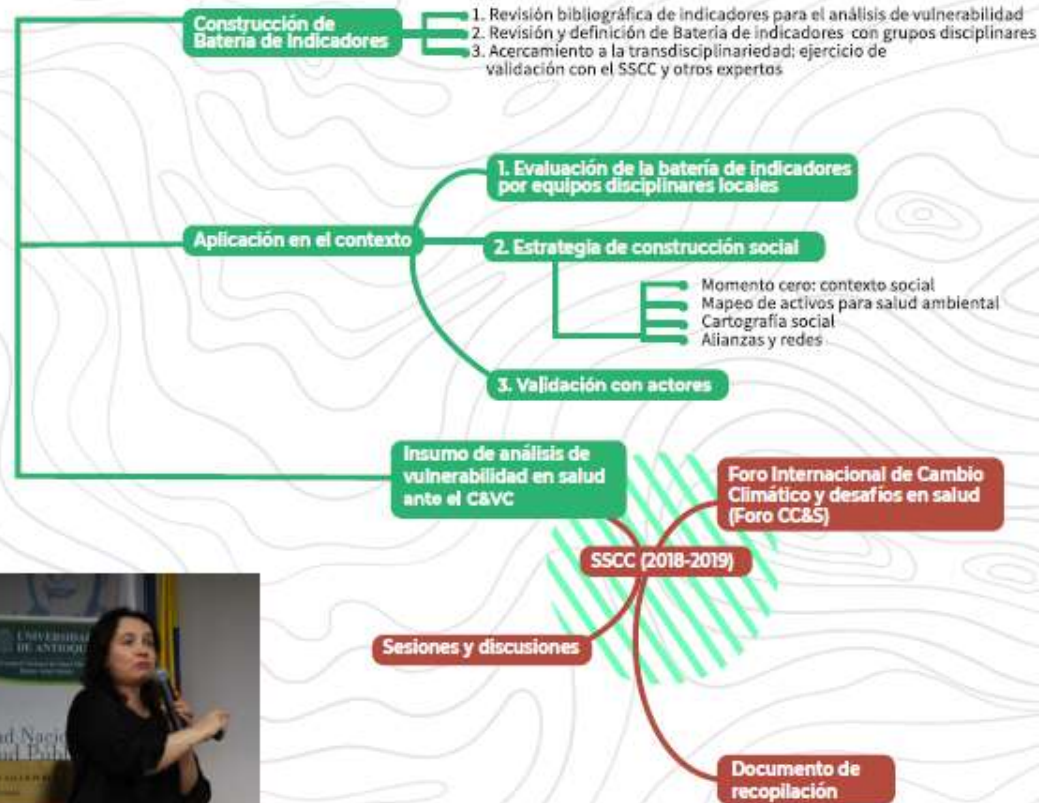 Construcción de
Batería de Indicadores
1. Revisión bibliográfica de indicadores para el análisis de vulnerabilidad
2. Revisión y definición de Batería de indicadores con grupos disciplinares
3. Acercamiento a la transdisciplinariedad: ejercicio de
validación con el SSCC y otros expertos
1. Evaluación de la batería de indicadores
por equipos disciplinares locales
Aplicación en el contexto
2. Estrategia de construcción social
Momento cero: contexto social
Mapeo de activos para salud ambiental
Cartografía social
Alianzas y redes
3. Validación con actores
Insumo de análisis de
vulnerabilidad en salud
ante el C&VC
Foro Internacional de Cambio
Climático y desafíos en salud
(Foro CC&S)
SSCC (2018-2019)
Sesiones y discusiones
Documento de
recopilación
UNIVERSIDAD
DE ANTIOQU